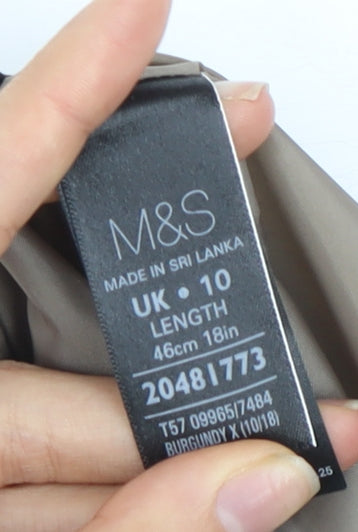 M&S
MADE IN SRI LANKA
UK • 10
LENGTH
46cm 18in
20481773
T57 09965/7484
BURGUNDY X (10/18)
25